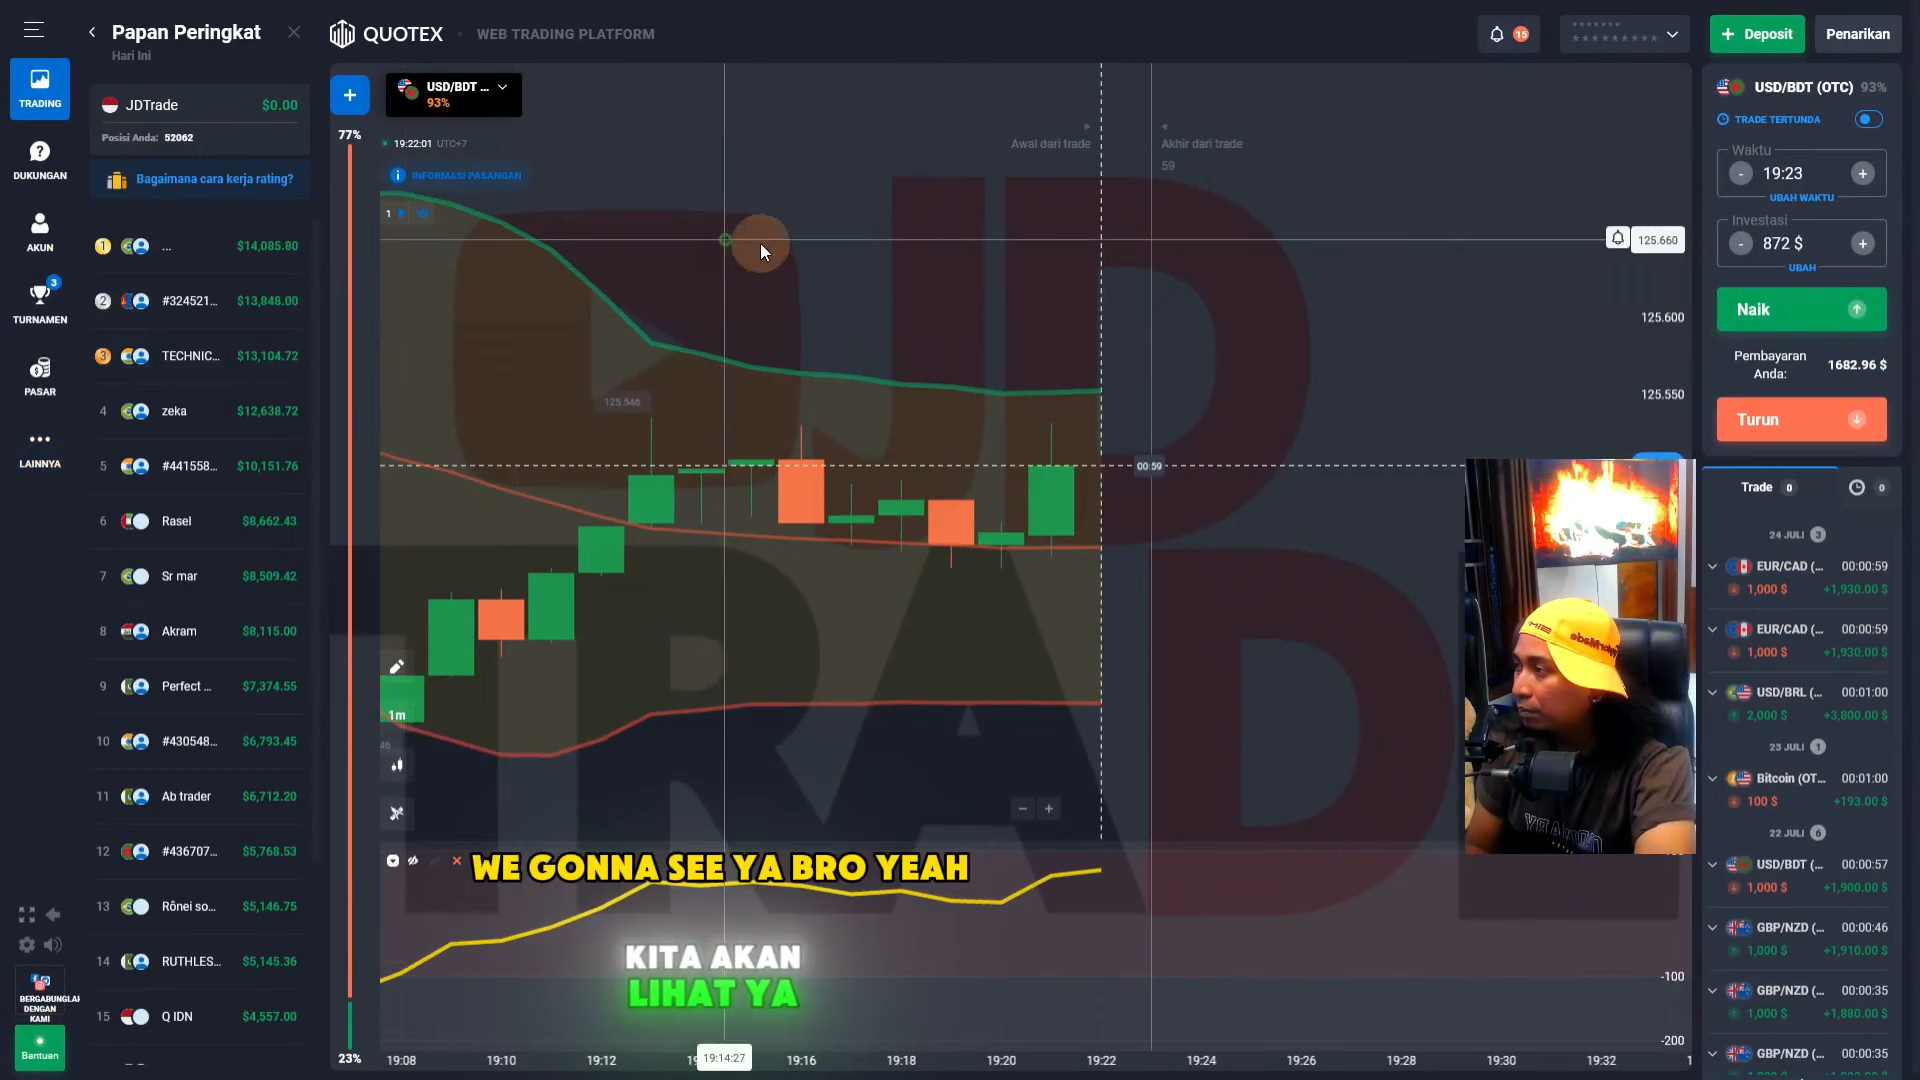 Papan Peringkat
Hari Ini
QUOTEX
WEB TRADING PLATFORM
15
Deposit
Penarikan
TRADING
DUKUNGAN
AKUN
3
TURNAMEN
PASAR
LAINNYA
BERGABUNGLAH
DENGAN
KAMI
Bantuan
JDTrade $0.00
Posisi Anda: 52062
Bagaimana cara kerja rating?
1 ... $14,085.80
2 #324521... $13,848.00
3 TECHNIC... $13,104.72
4 zeka $12,638.72
5 #441558... $10,151.76
6 Rasel $8,662.43
7 Sr mar $8,509.42
8 Akram $8,115.00
9 Perfect ... $7,374.55
10 #430548... $6,793.45
11 Ab trader $6,712.20
12 #436707... $5,768.53
13 Rônei so... $5,146.75
14 RUTHLES... $5,145.36
15 Q IDN $4,557.00
+
USD/BDT ...
93%
77%
19:22:01 UTC+7
INFORMASI PASANGAN
1
Awal dari trade
Akhir dari trade
59
125.660
125.600
125.550
125.546
00:59
JD
TRADE
1m
46
WE GONNA SEE YA BRO YEAH
KITA AKAN
LIHAT YA
-100
-200
23%
19:08 19:10 19:12 19:14:27 19:16 19:18 19:20 19:22 19:24 19:26 19:28 19:30 19:32
USD/BDT (OTC) 93%
TRADE TERTUNDA
Waktu
- 19:23 +
UBAH WAKTU
Investasi
- 872 $ +
UBAH
Naik
Pembayaran
Anda: 1682.96 $
Turun
Trade 0 0
24 JULI 3
EUR/CAD (... 00:00:59
1,000 $ +1,930.00 $
EUR/CAD (... 00:00:59
1,000 $ +1,930.00 $
USD/BRL (... 00:01:00
2,000 $ +3,800.00 $
23 JULI 1
Bitcoin (OT... 00:01:00
100 $ +193.00 $
22 JULI 6
USD/BDT (... 00:00:57
1,000 $ +1,900.00 $
GBP/NZD (... 00:00:46
1,000 $ +1,910.00 $
GBP/NZD (... 00:00:35
1,000 $ +1,880.00 $
GBP/NZD (... 00:00:35